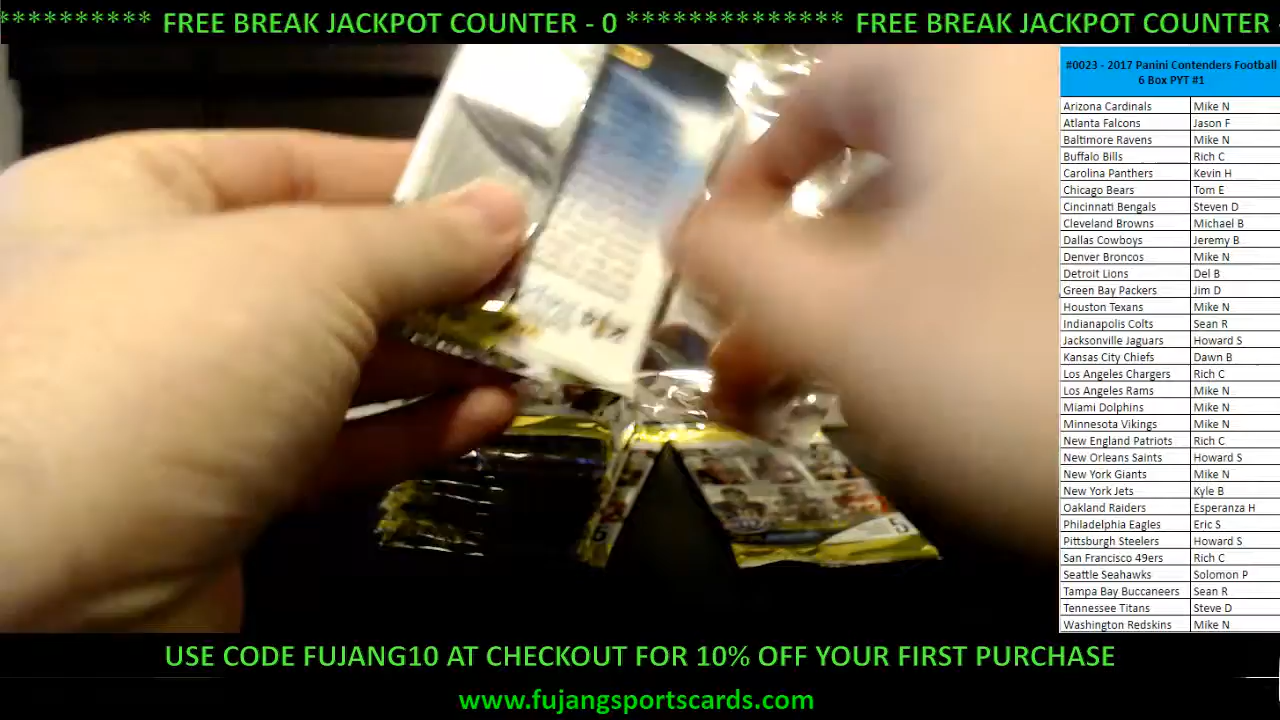 ********** FREE BREAK JACKPOT COUNTER - 0 ************** FREE BREAK JACKPOT COUNTER -
#0023 - 2017 Panini Contenders Football
6 Box PYT #1
Arizona Cardinals Mike N
Atlanta Falcons Jason F
Baltimore Ravens Mike N
Buffalo Bills Rich C
Carolina Panthers Kevin H
Chicago Bears Tom E
Cincinnati Bengals Steven D
Cleveland Browns Michael B
Dallas Cowboys Jeremy B
Denver Broncos Mike N
Detroit Lions Del B
Green Bay Packers Jim D
Houston Texans Mike N
Indianapolis Colts Sean R
Jacksonville Jaguars Howard S
Kansas City Chiefs Dawn B
Los Angeles Chargers Rich C
Los Angeles Rams Mike N
Miami Dolphins Mike N
Minnesota Vikings Mike N
New England Patriots Rich C
New Orleans Saints Howard S
New York Giants Mike N
New York Jets Kyle B
Oakland Raiders Esperanza H
Philadelphia Eagles Eric S
Pittsburgh Steelers Howard S
San Francisco 49ers Rich C
Seattle Seahawks Solomon P
Tampa Bay Buccaneers Sean R
Tennessee Titans Steve D
Washington Redskins Mike N
5
USE CODE FUJANG10 AT CHECKOUT FOR 10% OFF YOUR FIRST PURCHASE
www.fujangsportscards.com